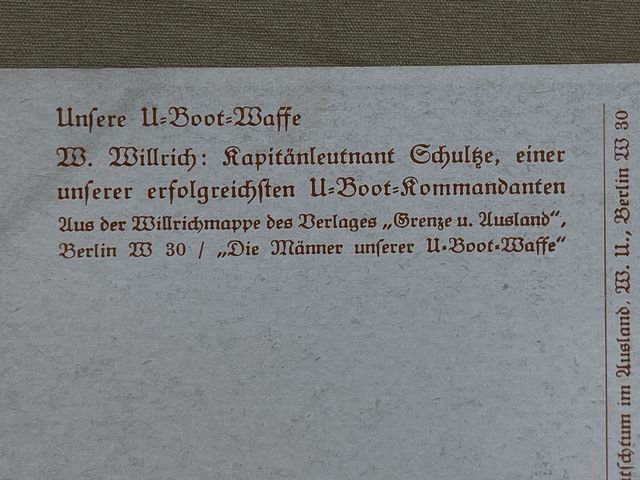 Unſere U-Boot-Waffe
W. Willrich: Kapitänleutnant Schultze, einer
unſerer erfolgreichſten U-Boot-Kommandanten
Aus der Willrichmappe des Verlages „Grenze u. Ausland“,
Berlin W 30 / „Die Männer unſerer U-Boot-Waffe“
tſchtum im Ausland, W. U., Berlin W 30